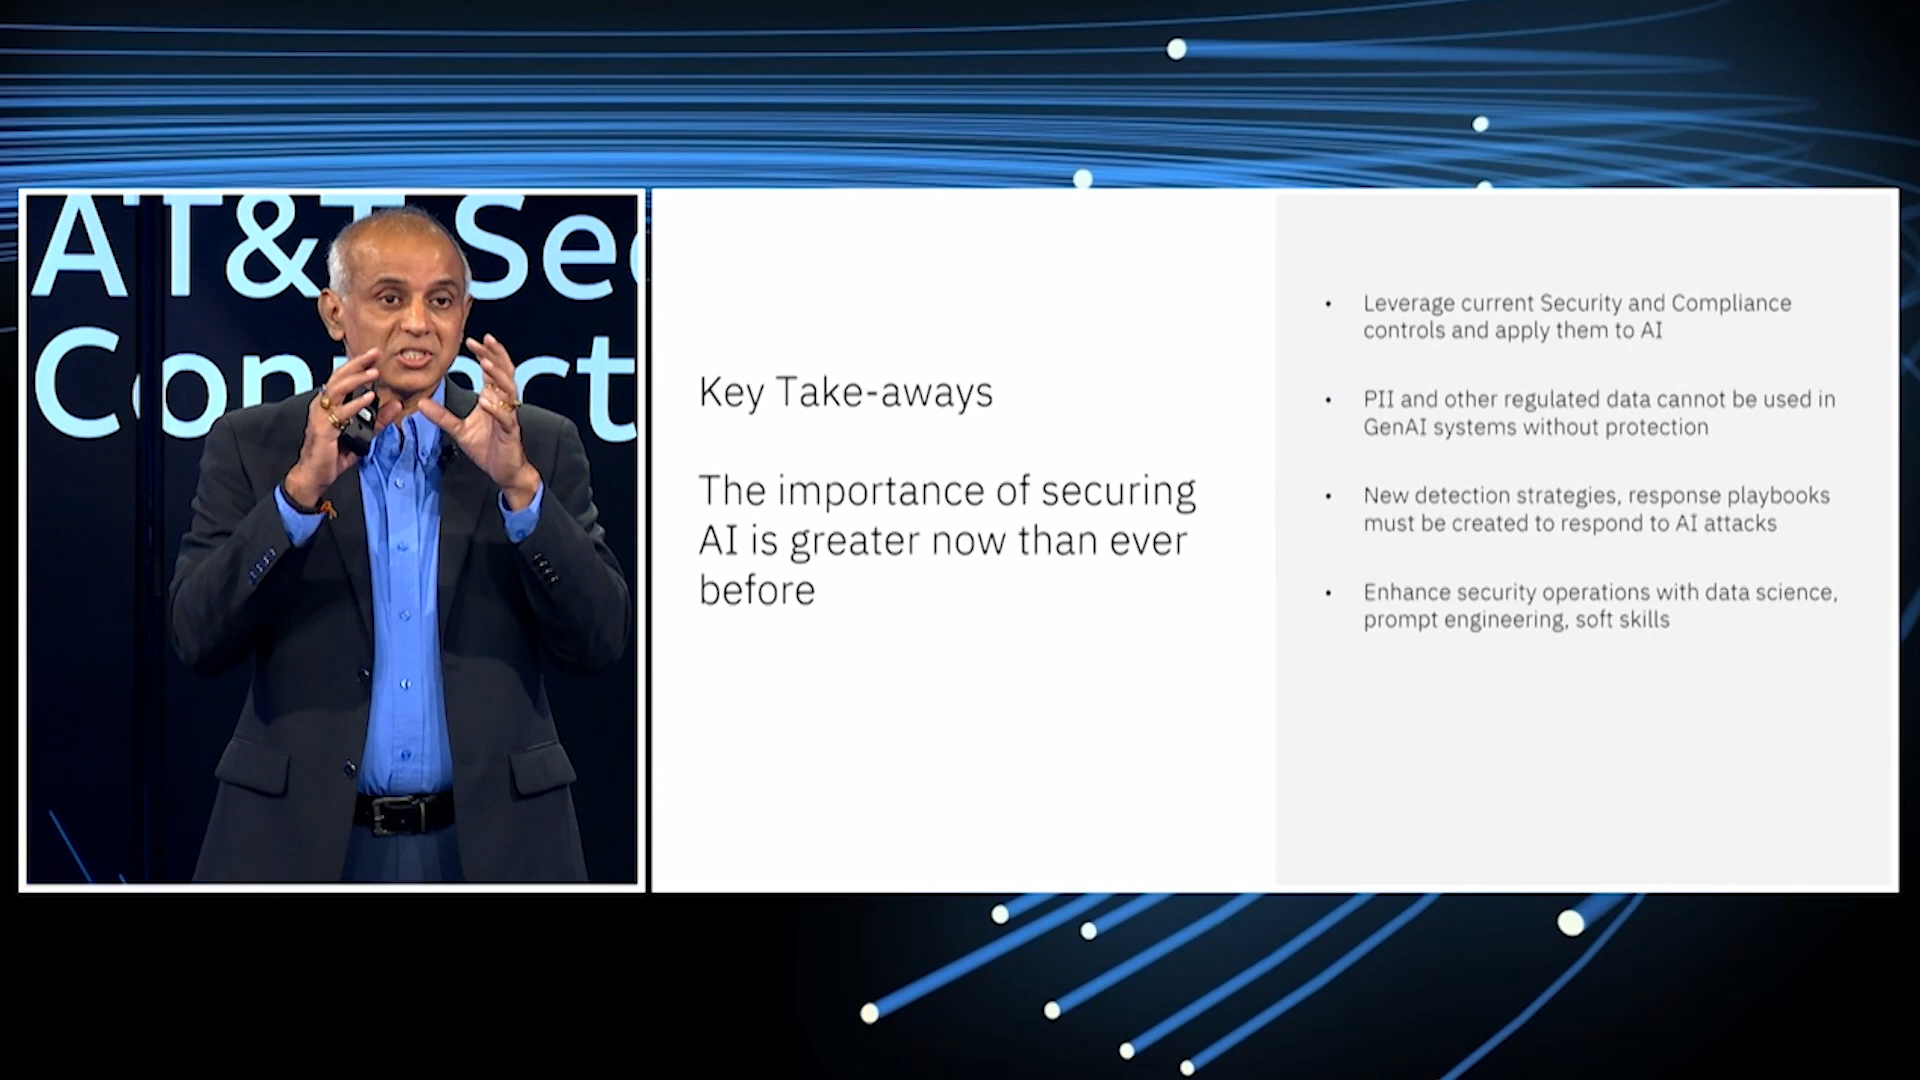 AT&T Sec
Connect
Key Take-aways
The importance of securing
AI is greater now than ever
before
• Leverage current Security and Compliance
controls and apply them to AI
• PII and other regulated data cannot be used in
GenAI systems without protection
• New detection strategies, response playbooks
must be created to respond to AI attacks
• Enhance security operations with data science,
prompt engineering, soft skills